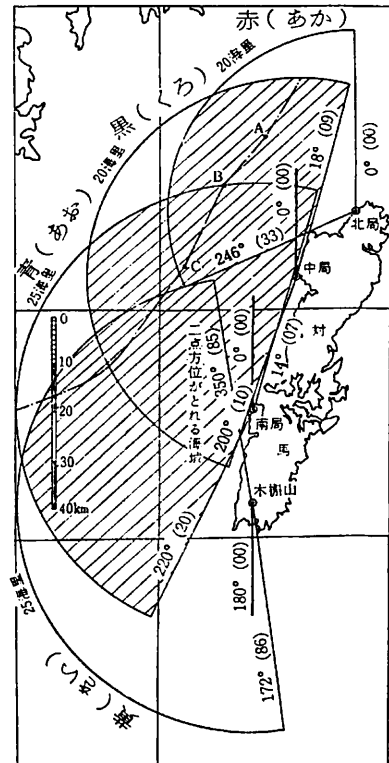 赤(あか)
20海里
黒(くろ)
20海里
青(あお)
25海里
黄(きい)
25海里
A
B
C
18° (09)
0° (00)
0° (00)
246° (33)
北局
中局
対
14° (07)
0° (00)
350° (85)
二点方位がとれる海域
200° (10)
南局
馬
木槲山
220° (20)
180° (00)
172° (86)
0
10
20
30
40km